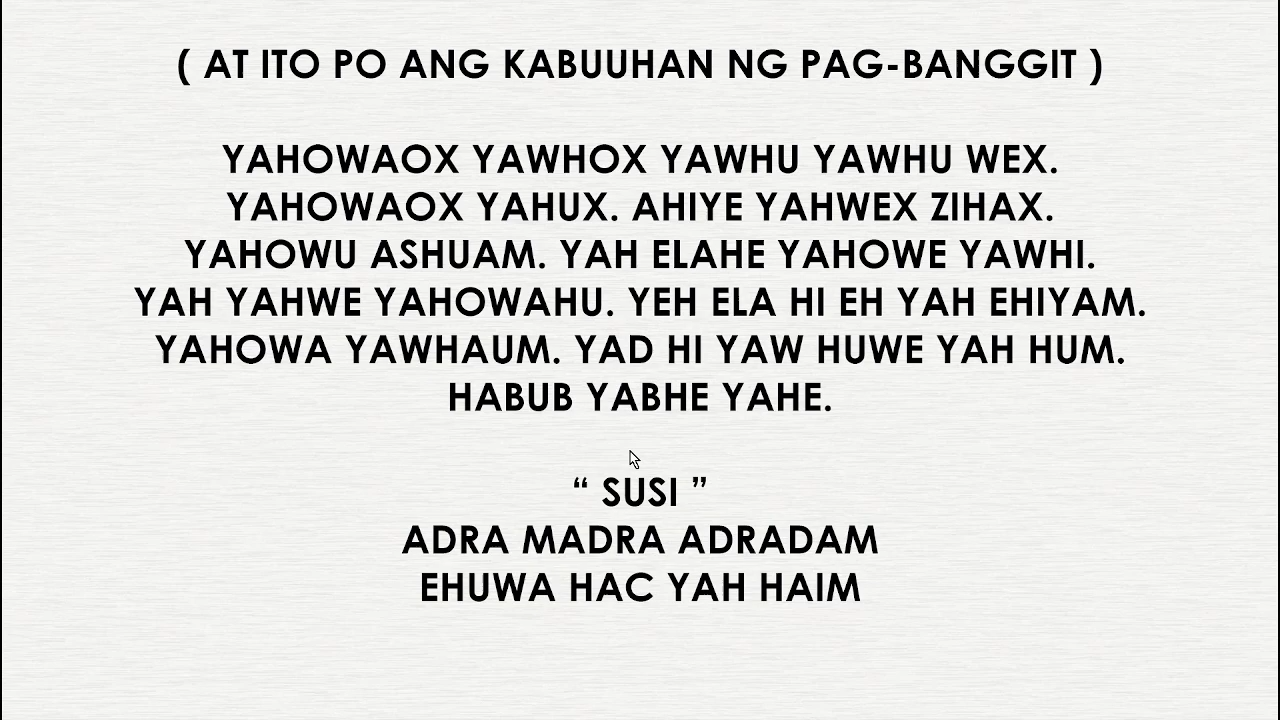 ( AT ITO PO ANG KABUUHAN NG PAG-BANGGIT )
YAHOWAOX YAWHOX YAWHU YAWHU WEX.
YAHOWAOX YAHUX. AHIYE YAHWEX ZIHAX.
YAHOWU ASHUAM. YAH ELAHE YAHOWE YAWHI.
YAH YAHWE YAHOWAHU. YEH ELA HI EH YAH EHIYAM.
YAHOWA YAWHAUM. YAD HI YAW HUWE YAH HUM.
HABUB YABHE YAHE.
“ SUSI ”
ADRA MADRA ADRADAM
EHUWA HAC YAH HAIM